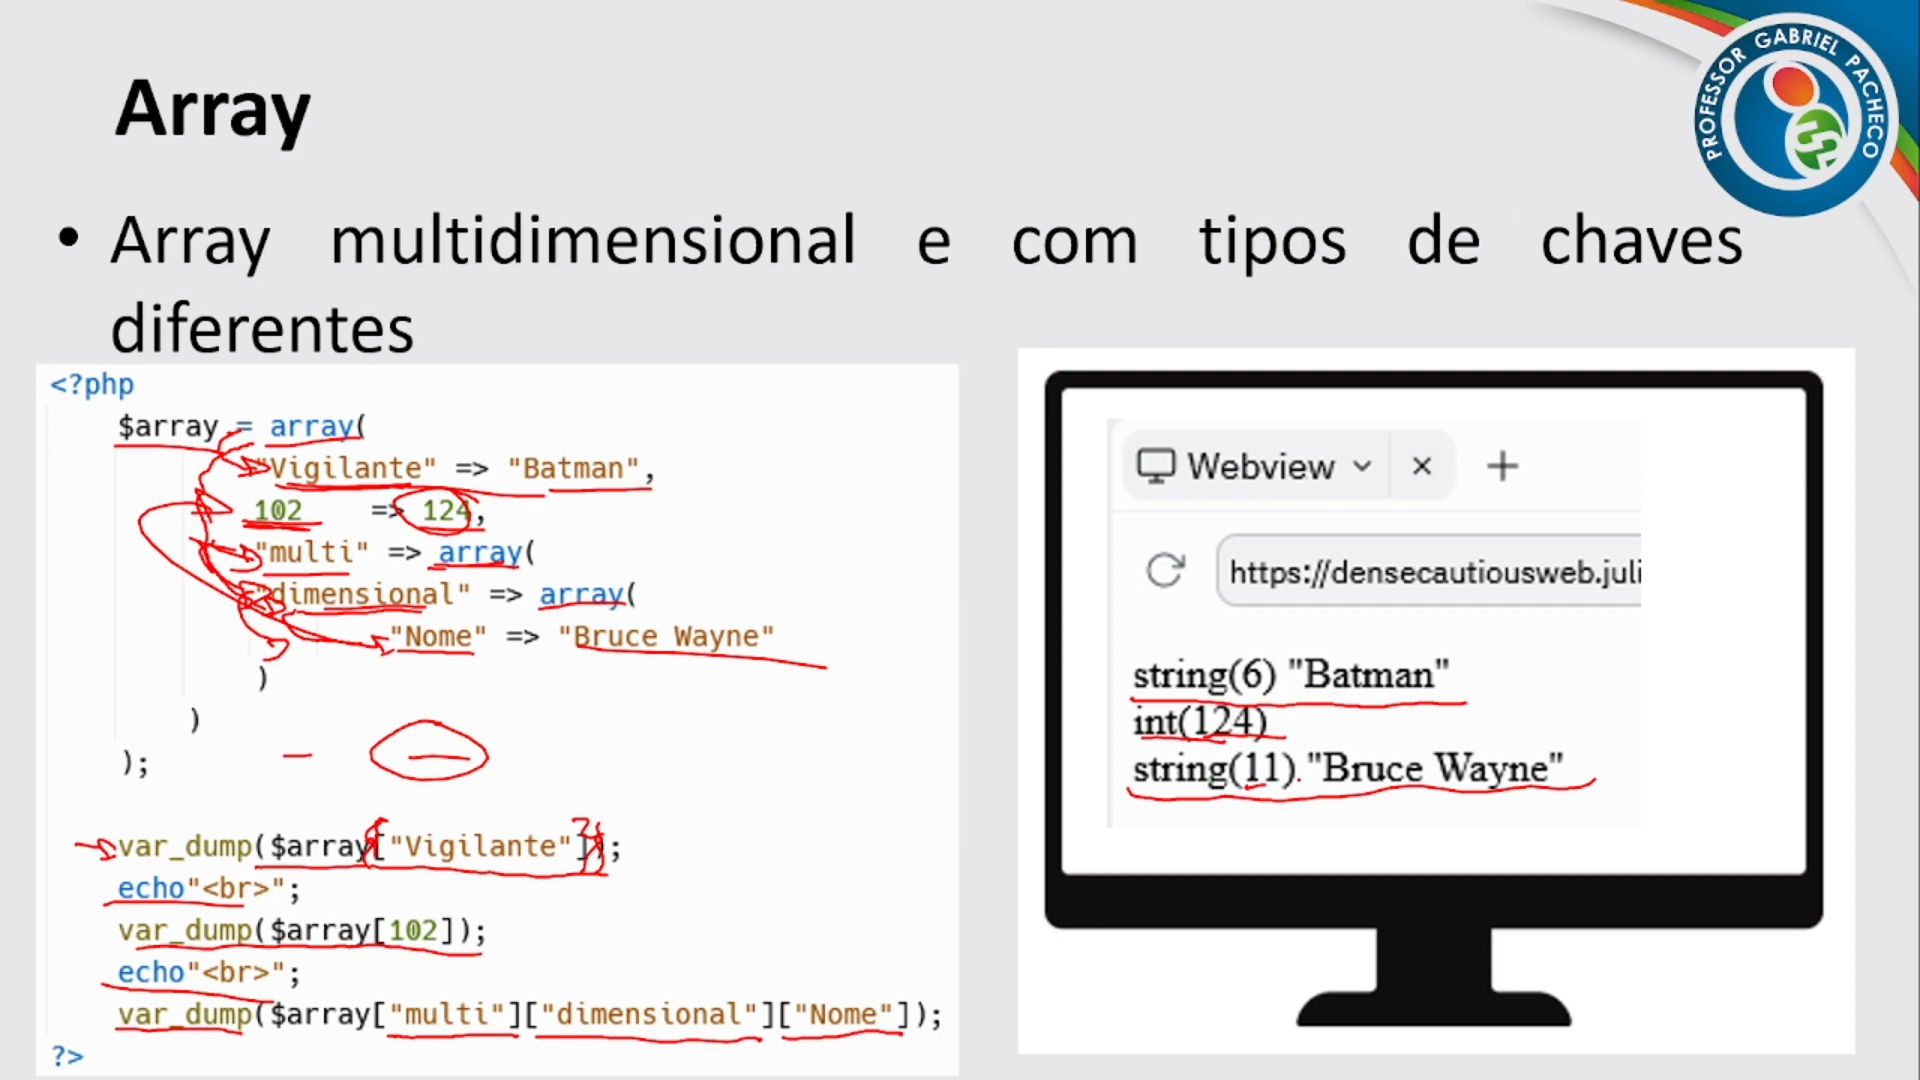 PROFESSOR GABRIEL PACHECO
Array
• Array multidimensional e com tipos de chaves
diferentes
<?php
$array = array(
"Vigilante" => "Batman",
102 => 124,
"multi" => array(
"dimensional" => array(
"Nome" => "Bruce Wayne"
)
)
);
var_dump($array["Vigilante"]);
echo"<br>";
var_dump($array[102]);
echo"<br>";
var_dump($array["multi"]["dimensional"]["Nome"]);
?>
Webview
https://densecautiousweb.juli
string(6) "Batman"
int(124)
string(11) "Bruce Wayne"